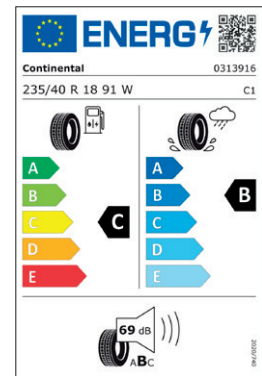 ENERG
Continental 0313916
235/40 R 18 91 W C1
A A
B B B
C C C
D D
E E
69 dB
ABC
2020/740